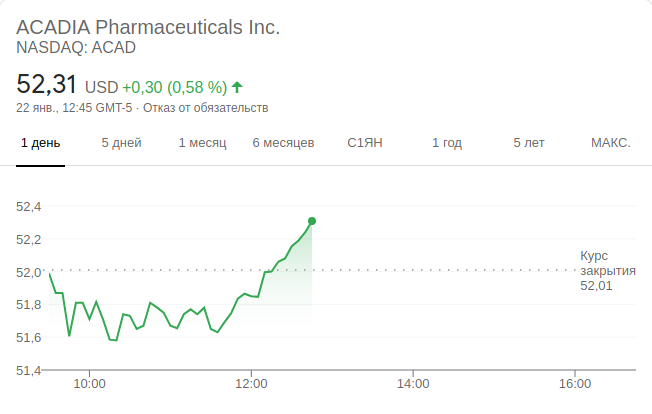 ACADIA Pharmaceuticals Inc.
NASDAQ: ACAD
52,31 USD +0,30 (0,58 %)
22 янв., 12:45 GMT-5 · Отказ от обязательств
1 день 5 дней 1 месяц 6 месяцев С1ЯН 1 год 5 лет МАКС.
52,4
52,2
52,0
51,8
51,6
51,4
Курс
закрытия
52,01
10:00 12:00 14:00 16:00